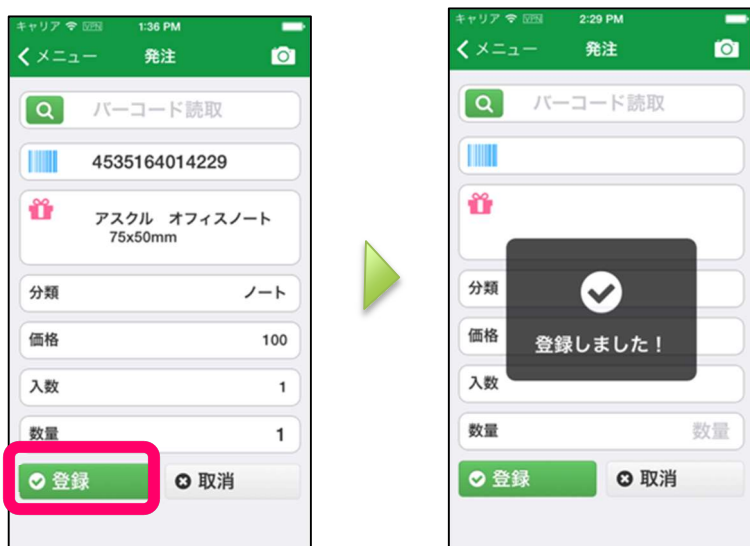 キャリア VPN 1:36 PM
メニュー 発注
バーコード読取
4535164014229
アスクル オフィスノート
75x50mm
分類 ノート
価格 100
入数 1
数量 1
登録 取消
キャリア VPN 2:29 PM
メニュー 発注
バーコード読取
分類
価格
登録しました!
入数
数量 数量
登録 取消